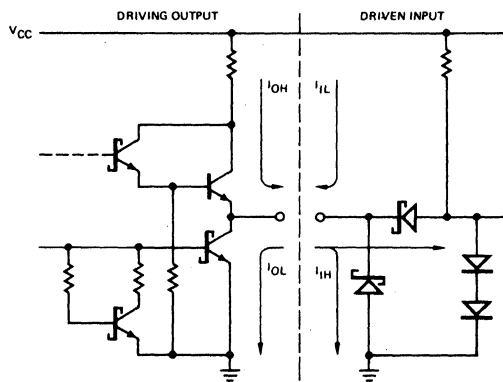 DRIVING OUTPUT
DRIVEN INPUT
VCC
IOH
IIL
IOL
IIH